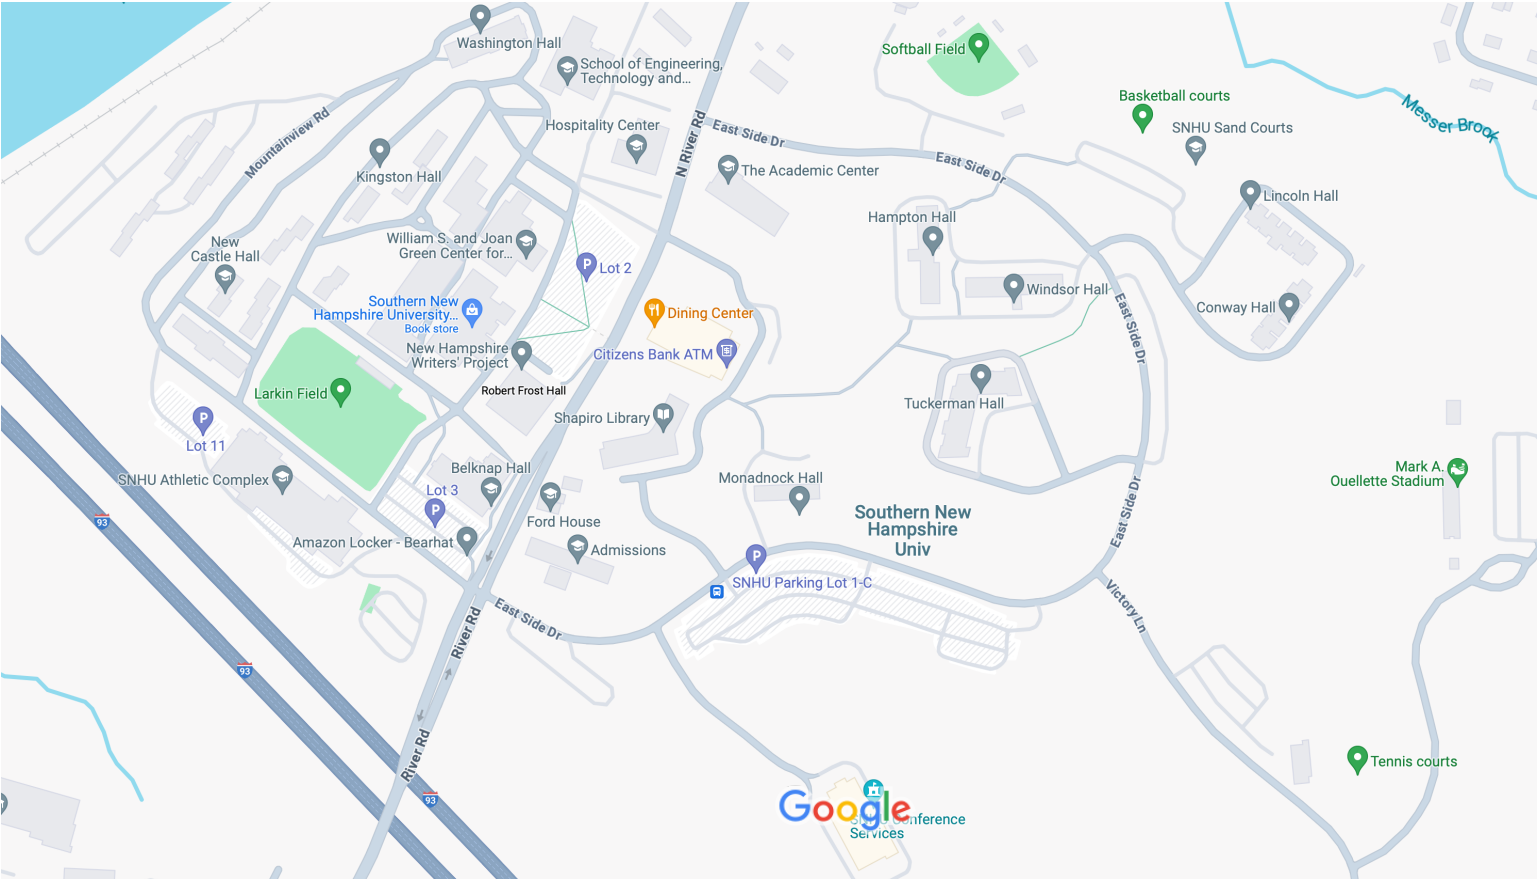 Washington Hall
School of Engineering,
Technology and...
Softball Field
Basketball courts
Messer Brook
SNHU Sand Courts
Mountainview Rd
Hospitality Center
N River Rd
East Side Dr
East Side Dr
Kingston Hall
The Academic Center
Lincoln Hall
Hampton Hall
New
Castle Hall
William S. and Joan
Green Center for...
P
Lot 2
Windsor Hall
Conway Hall
East Side Dr
Southern New
Hampshire University...
Book store
Dining Center
Citizens Bank ATM
New Hampshire
Writers' Project
Robert Frost Hall
Larkin Field
Tuckerman Hall
P
Lot 11
Shapiro Library
SNHU Athletic Complex
Belknap Hall
Lot 3
P
Monadnock Hall
Mark A.
Ouellette Stadium
93
Ford House
Southern New
Hampshire
Univ
East Side Dr
Amazon Locker - Bearhat
Admissions
P
SNHU Parking Lot 1-C
Victory Ln
East Side Dr
River Rd
93
River Rd
Tennis courts
93
Google
Conference
Services